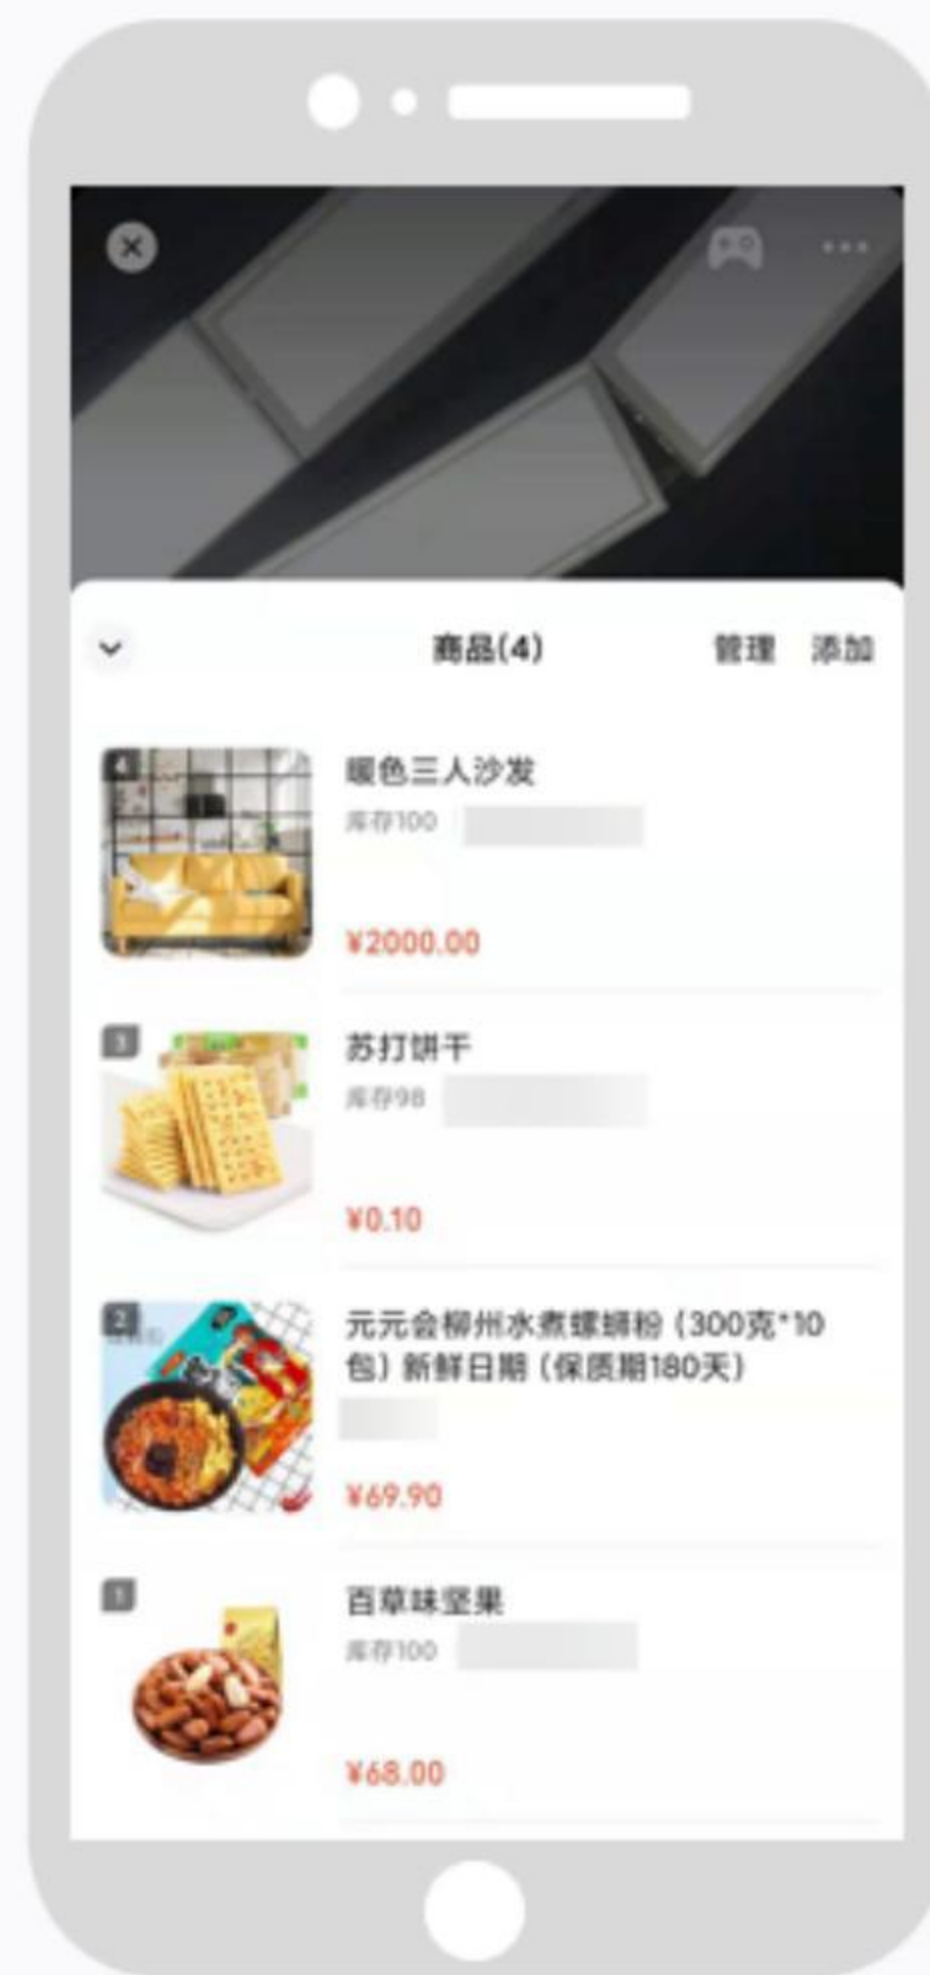 商品(4)
管理
添加
4
暖色三人沙发
库存100
¥2000.00
3
苏打饼干
库存98
¥0.10
2
元元会柳州水煮螺蛳粉 (300克*10
包) 新鲜日期 (保质期180天)
¥69.90
1
百草味坚果
库存100
¥68.00